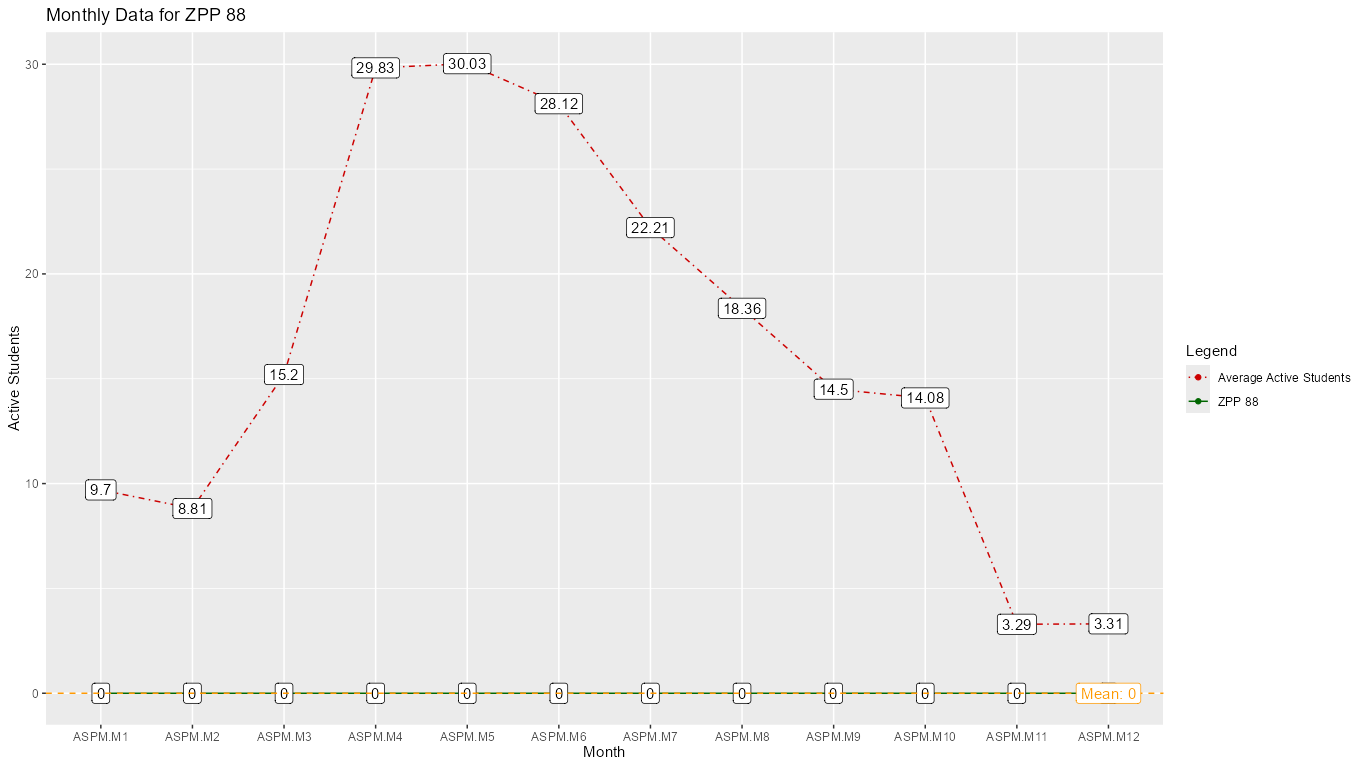 Monthly Data for ZPP 88
Active Students
30
20
10
0
9.7
8.81
15.2
29.83
30.03
28.12
22.21
18.36
14.5
14.08
3.29
3.31
0 0 0 0 0 0 0 0 0 0 0 Mean: 0
ASPM.M1 ASPM.M2 ASPM.M3 ASPM.M4 ASPM.M5 ASPM.M6 ASPM.M7 ASPM.M8 ASPM.M9 ASPM.M10 ASPM.M11 ASPM.M12
Month
Legend
Average Active Students
ZPP 88